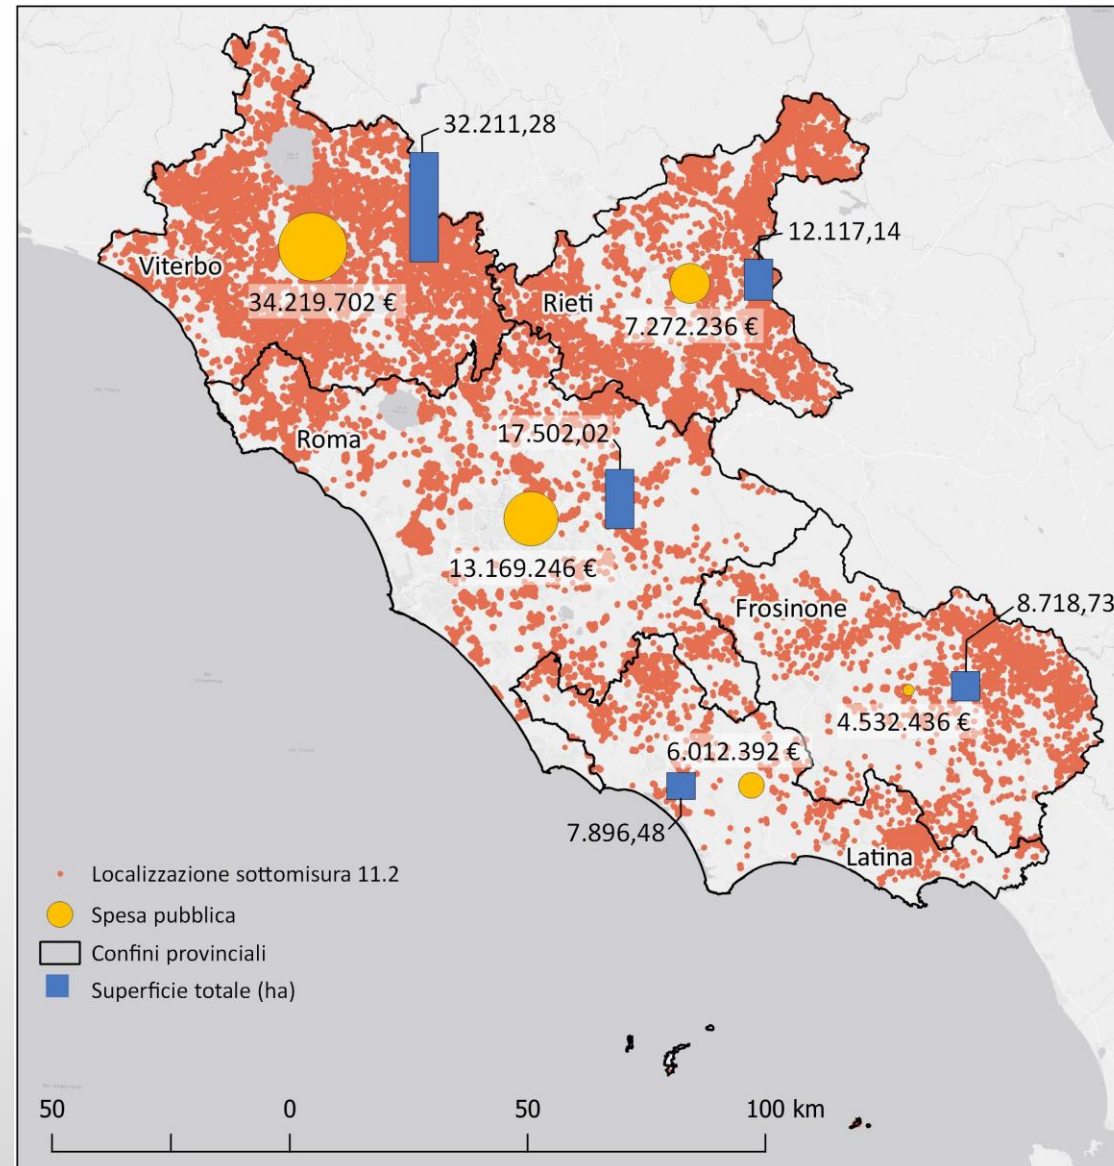 32.211,28
12.117,14
Viterbo
34.219.702 €
Rieti
7.272.236 €
Roma
17.502,02
13.169.246 €
Frosinone
8.718,73
4.532.436 €
6.012.392 €
7.896,48
Latina
Localizzazione sottomisura 11.2
Spesa pubblica
Confini provinciali
Superficie totale (ha)
50 0 50 100 km